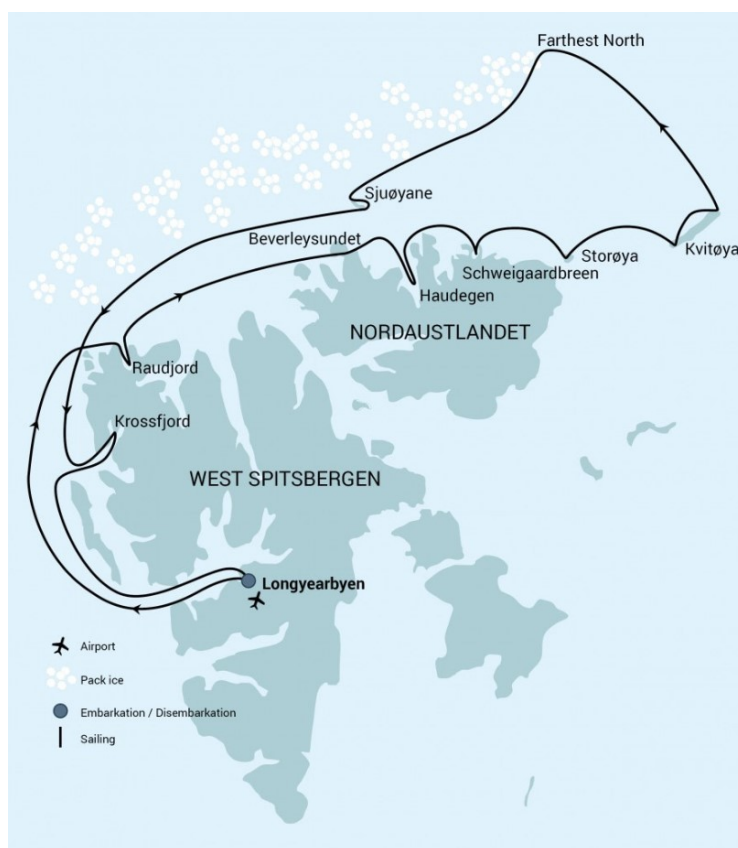 Farthest North
Sjuøyane
Beverleysundet
Kvitøya
Storøya
Schweigaardbreen
Haudegen
NORDAUSTLANDET
Raudjord
Krossfjord
WEST SPITSBERGEN
Longyearbyen
Airport
Pack ice
Embarkation / Disembarkation
Sailing